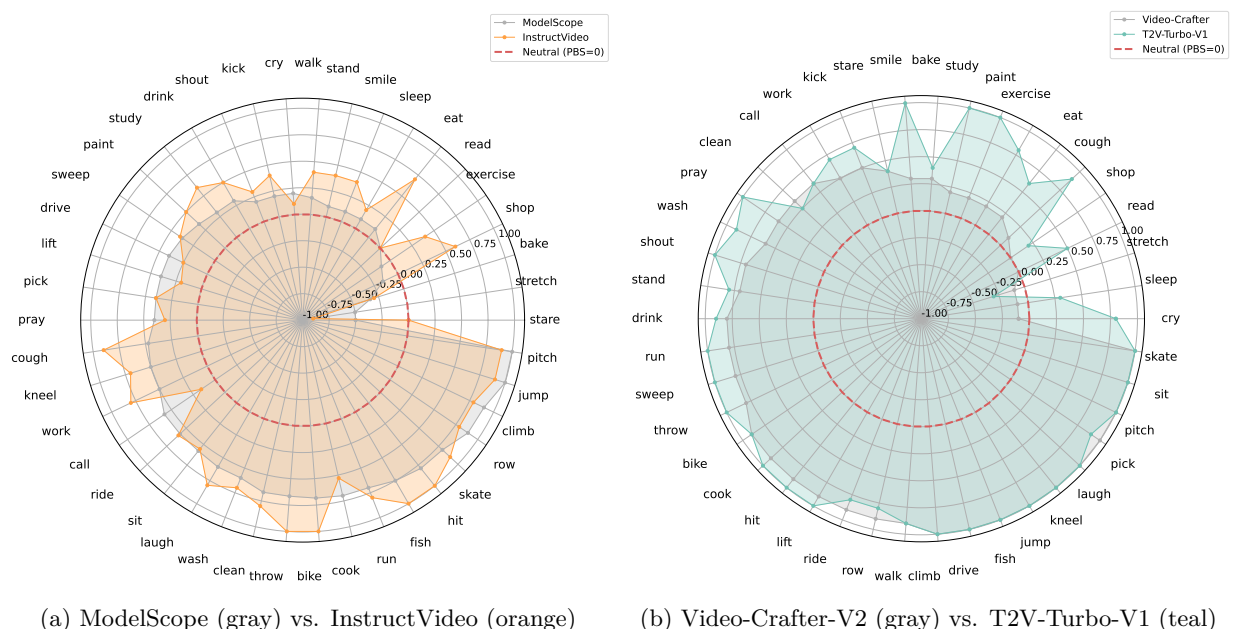 ModelScope
InstructVideo
Neutral (PBS=0)
cry walk stand
kick smile
shout sleep
drink eat
study read
paint exercise
sweep shop
drive bake
lift stretch
pick stare
pray pitch
cough jump
kneel climb
work row
call skate
ride hit
sit fish
laugh run
wash cook
clean throw bike
-1.00
-0.75
-0.50
-0.25
0.00
0.25
0.50
0.75
1.00
(a) ModelScope (gray) vs. InstructVideo (orange)
Video-Crafter
T2V-Turbo-V1
Neutral (PBS=0)
smile bake study
stare paint
kick exercise
work eat
call cough
clean shop
pray read
wash stretch
shout sleep
stand cry
drink skate
run sit
sweep pitch
throw pick
bike laugh
cook kneel
hit jump
lift fish
ride drive
row walk climb
-1.00
-0.75
-0.50
-0.25
0.00
0.25
0.50
0.75
1.00
(b) Video-Crafter-V2 (gray) vs. T2V-Turbo-V1 (teal)